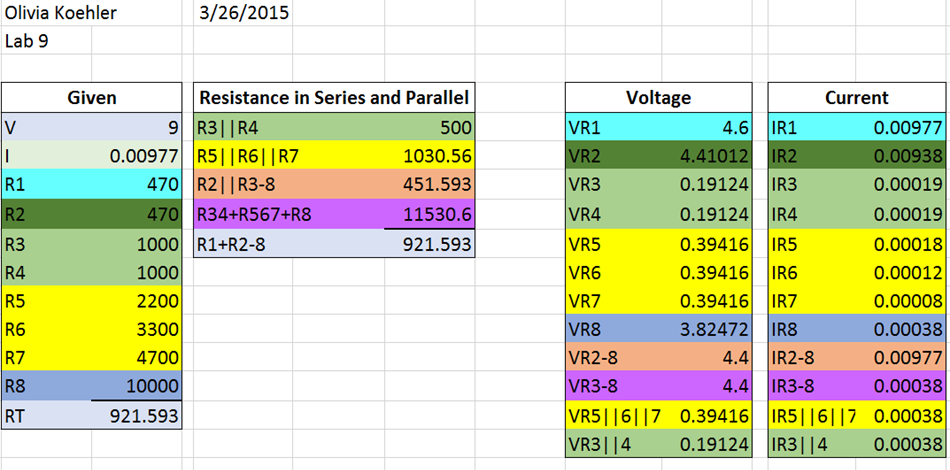 Olivia Koehler 3/26/2015
Lab 9
Given Resistance in Series and Parallel Voltage Current
V 9 R3||R4 500 VR1 4.6 IR1 0.00977
I 0.00977 R5||R6||R7 1030.56 VR2 4.41012 IR2 0.00938
R1 470 R2||R3-8 451.593 VR3 0.19124 IR3 0.00019
R2 470 R34+R567+R8 11530.6 VR4 0.19124 IR4 0.00019
R3 1000 R1+R2-8 921.593 VR5 0.39416 IR5 0.00018
R4 1000 VR6 0.39416 IR6 0.00012
R5 2200 VR7 0.39416 IR7 0.00008
R6 3300 VR8 3.82472 IR8 0.00038
R7 4700 VR2-8 4.4 IR2-8 0.00977
R8 10000 VR3-8 4.4 IR3-8 0.00038
RT 921.593 VR5||6||7 0.39416 IR5||6||7 0.00038
VR3||4 0.19124 IR3||4 0.00038